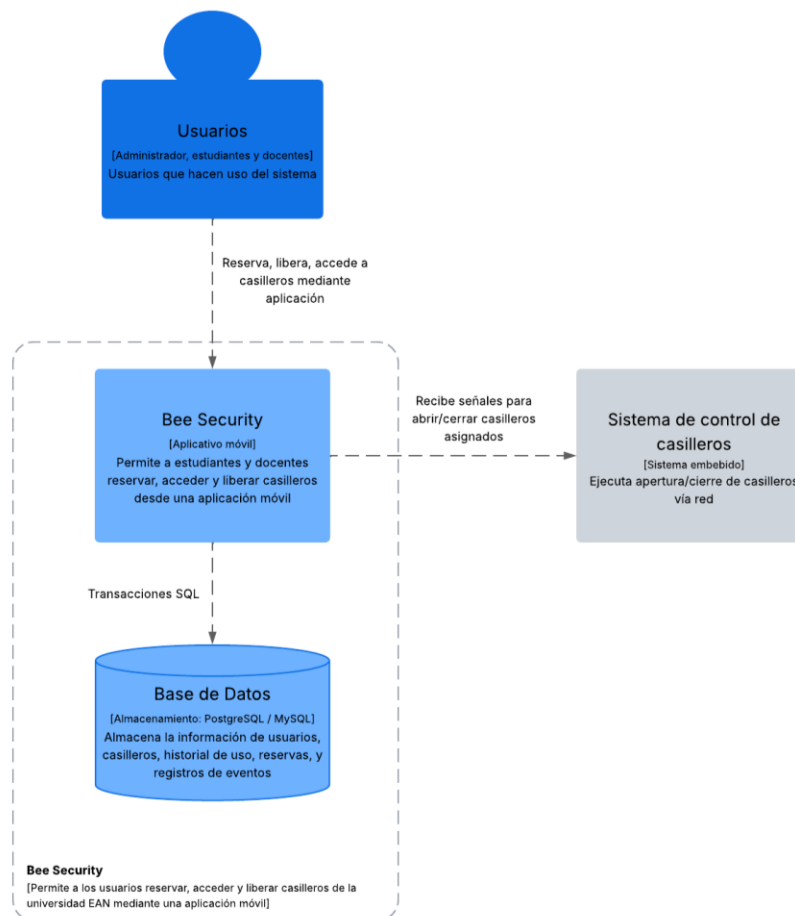 Usuarios
[Administrador, estudiantes y docentes]
Usuarios que hacen uso del sistema
Reserva, libera, accede a
casilleros mediante
aplicación
Bee Security
[Aplicativo móvil]
Permite a estudiantes y docentes
reservar, acceder y liberar casilleros
desde una aplicación móvil
Recibe señales para
abrir/cerrar casilleros
asignados
Sistema de control de
casilleros
[Sistema embebido]
Ejecuta apertura/cierre de casilleros
vía red
Transacciones SQL
Base de Datos
[Almacenamiento: PostgreSQL / MySQL]
Almacena la información de usuarios,
casilleros, historial de uso, reservas, y
registros de eventos
Bee Security
[Permite a los usuarios reservar, acceder y liberar casilleros de la
universidad EAN mediante una aplicación móvil]